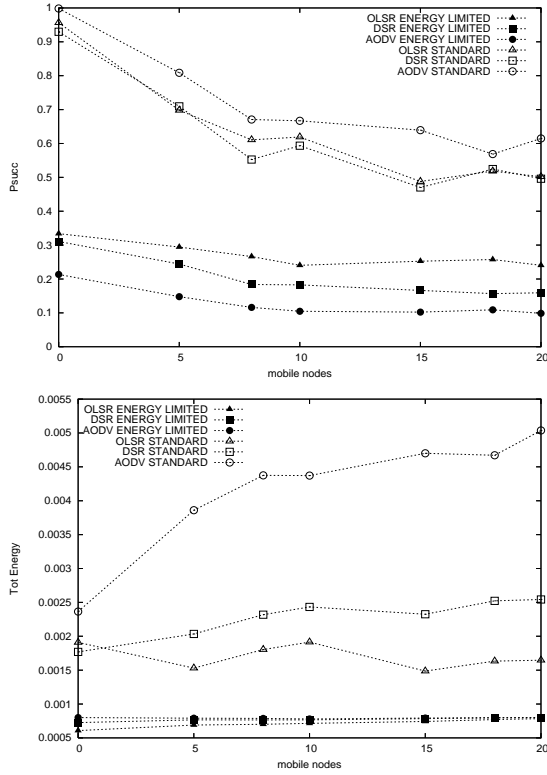 1
0.9
0.8
0.7
0.6
0.5
0.4
0.3
0.2
0.1
0
Psucc
OLSR ENERGY LIMITED
DSR ENERGY LIMITED
AODV ENERGY LIMITED
OLSR STANDARD
DSR STANDARD
AODV STANDARD
0 5 10 15 20
mobile nodes
0.0055
0.005
0.0045
0.004
0.0035
0.003
0.0025
0.002
0.0015
0.001
0.0005
Tot Energy
OLSR ENERGY LIMITED
DSR ENERGY LIMITED
AODV ENERGY LIMITED
OLSR STANDARD
DSR STANDARD
AODV STANDARD
0 5 10 15 20
mobile nodes